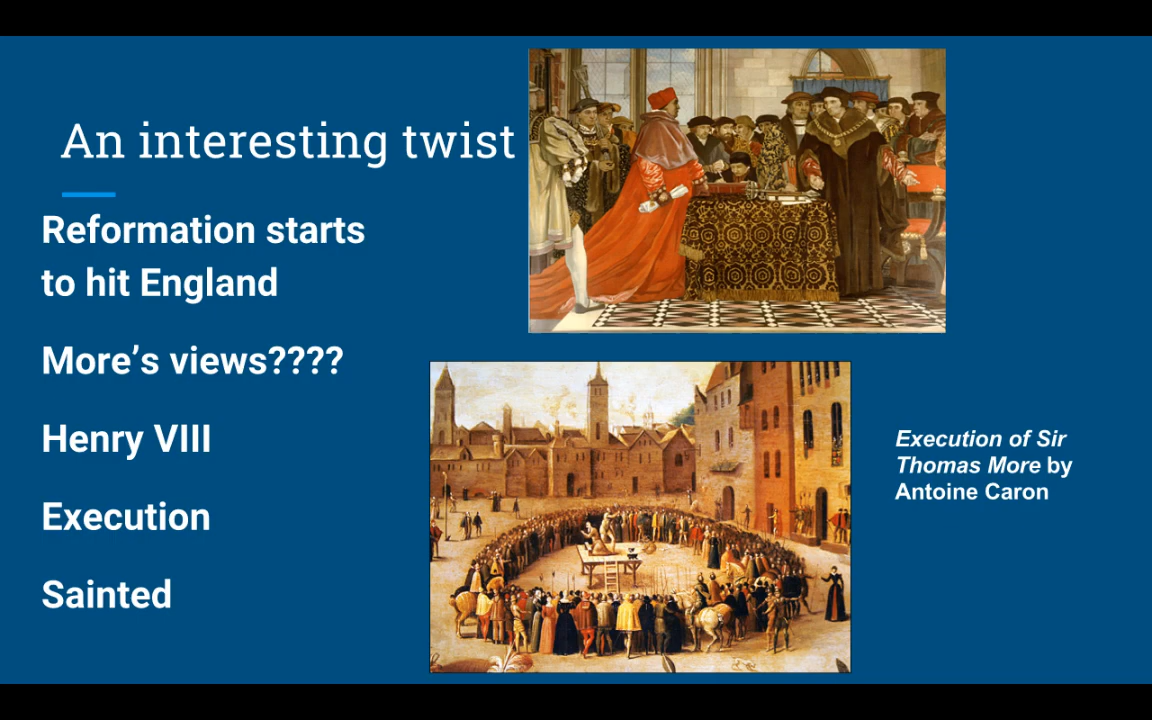 An interesting twist
Reformation starts
to hit England
More’s views????
Henry VIII
Execution
Sainted
Execution of Sir
Thomas More by
Antoine Caron